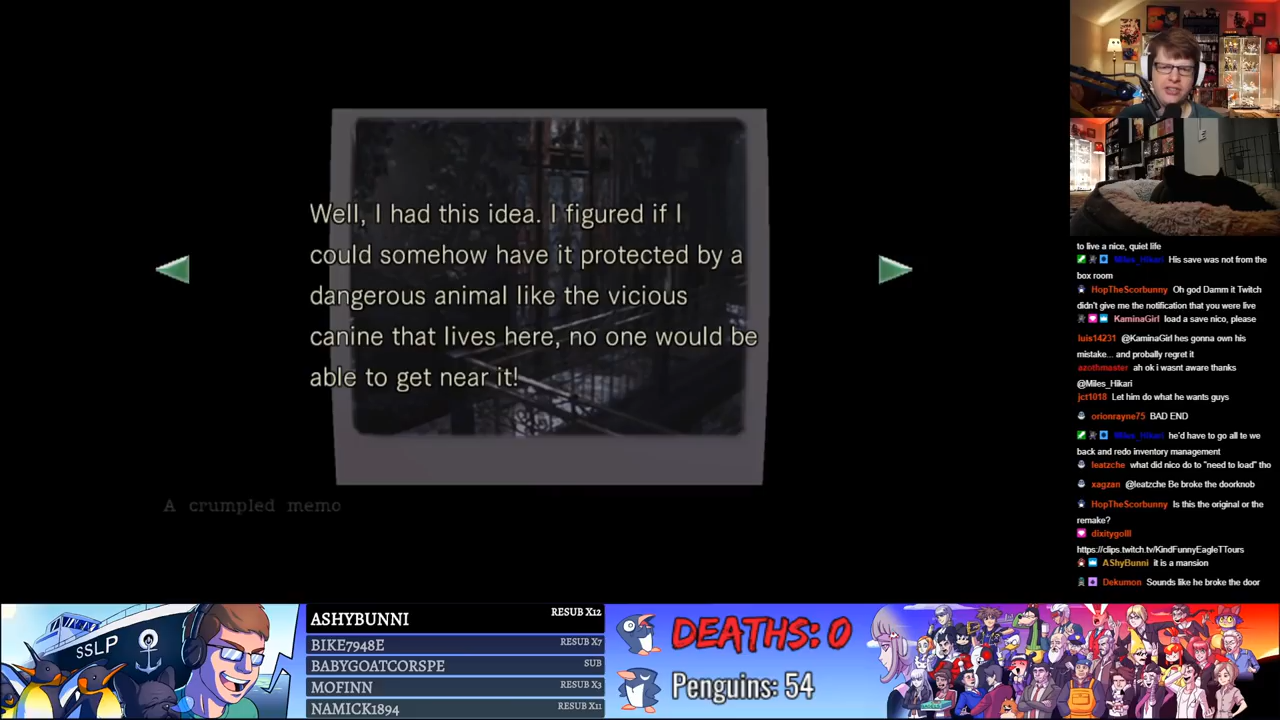 Well, I had this idea. I figured if I
could somehow have it protected by a
dangerous animal like the vicious
canine that lives here, no one would be
able to get near it!
A crumpled memo
to live a nice, quiet life
Miles_Hikari His save was not from the
box room
HopTheScorbunny Oh god Damm it Twitch
didn't give me the notification that you were live
KaminaGirl load a save nico, please
luis14231 @KaminaGirl hes gonna own his
mistake... and probally regret it
azothmaster ah ok i wasnt aware thanks
@Miles_Hikari
jct1018 Let him do what he wants guys
orionrayne75 BAD END
Miles_Hikari he'd have to go all te we
back and redo inventory management
leatzche what did nico do to "need to load" tho
xagzan @leatzche Be broke the doorknob
HopTheScorbunny Is this the original or the
remake?
dixitygolll
https://clips.twitch.tv/KindFunnyEagleTTours
AShyBunni it is a mansion
Dekumon Sounds like he broke the door
SSLP
ASHYBUNNI RESUB X12
BIKE7948E RESUB X7
BABYGOATCORSPE SUB
MOFINN RESUB X3
NAMICK1894 RESUB X11
DEATHS: 0
Penguins: 54